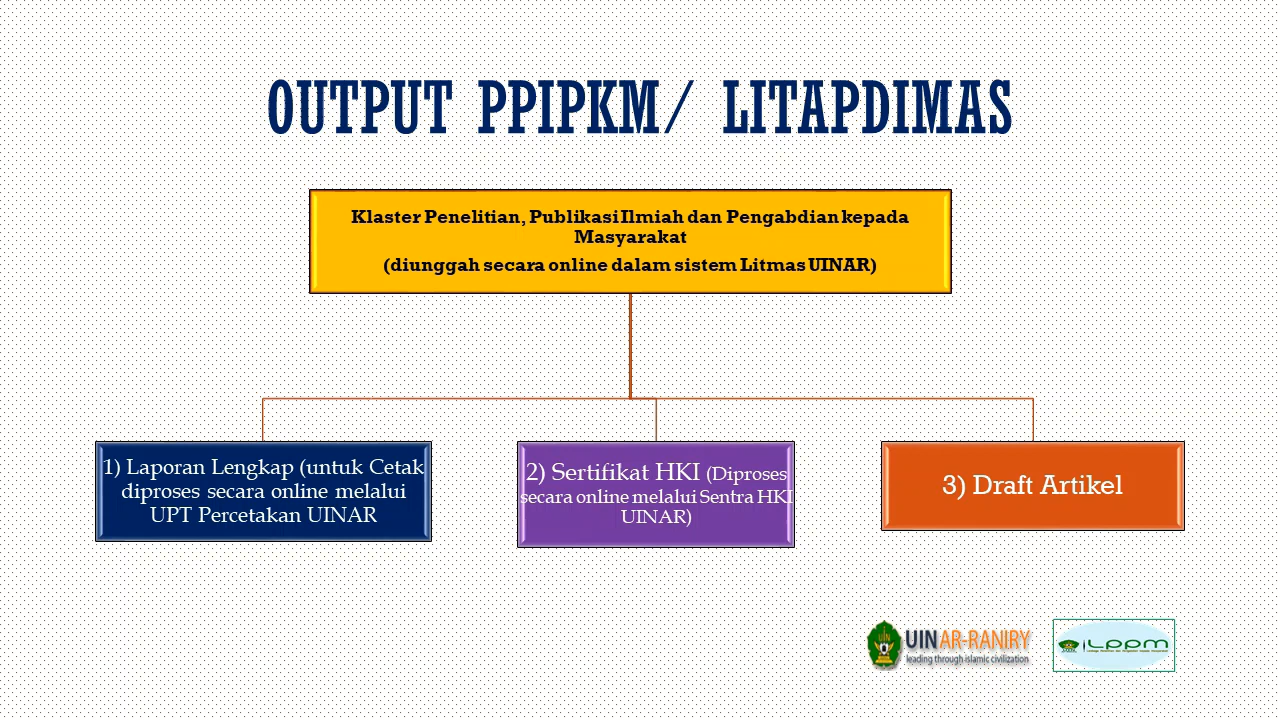 OUTPUT PPIPKM/ LITAPDIMAS
Klaster Penelitian, Publikasi Ilmiah dan Pengabdian kepada
Masyarakat
(diunggah secara online dalam sistem Litmas UINAR)
1) Laporan Lengkap (untuk Cetak
diproses secara online melalui
UPT Percetakan UINAR
2) Sertifikat HKI (Diproses
secara online melalui Sentra HKI
UINAR)
3) Draft Artikel
UIN AR-RANIRY
leading through islamic civilization
LPPM